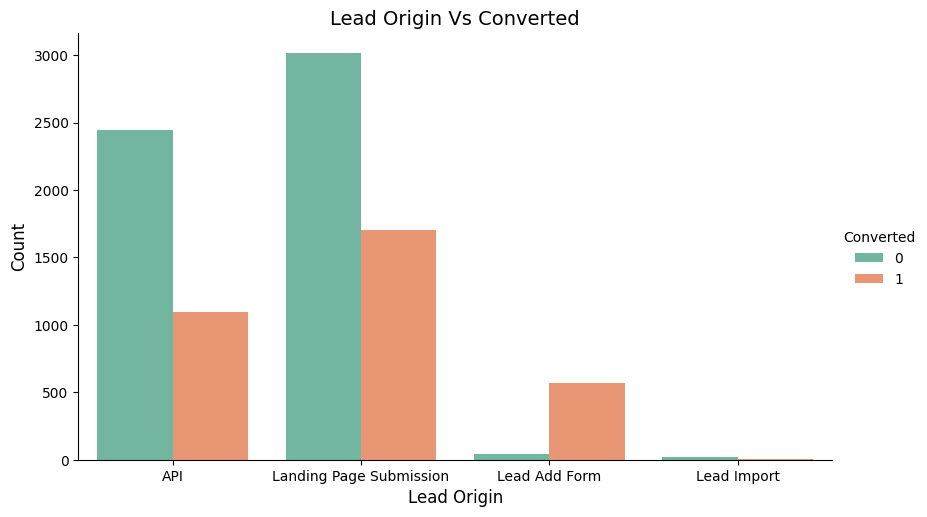 Lead Origin Vs Converted
Count
3000
2500
2000
1500
1000
500
0
API
Landing Page Submission
Lead Add Form
Lead Import
Lead Origin
Converted
0
1